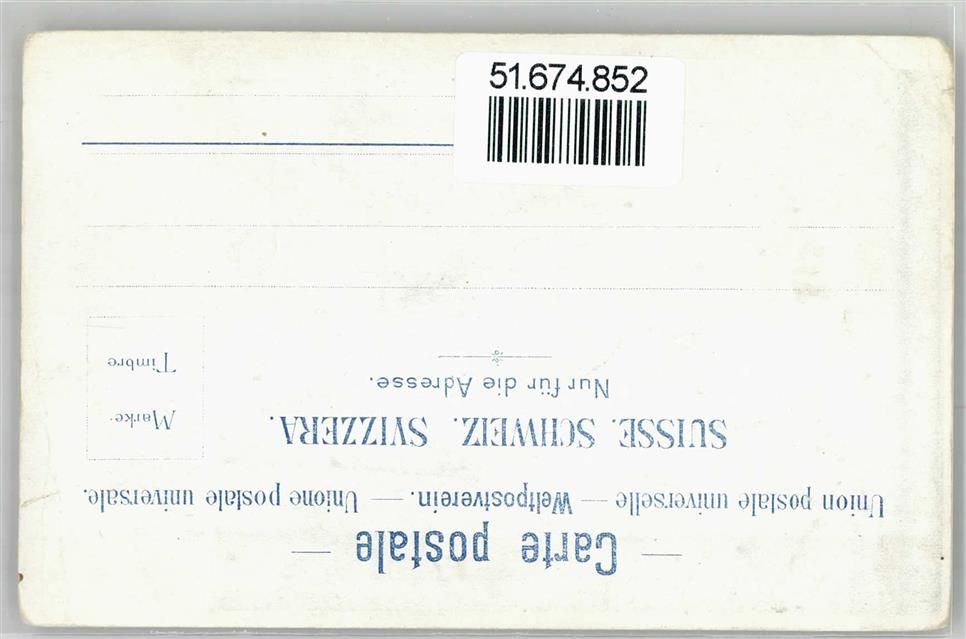 51.674.852
— Carte postale —
Union postale universelle — Weltpostverein. — Unione postale universale.
SUISSE. SCHWEIZ. SVIZZERA.
Nur für die Adresse.
Marke.
Timbre